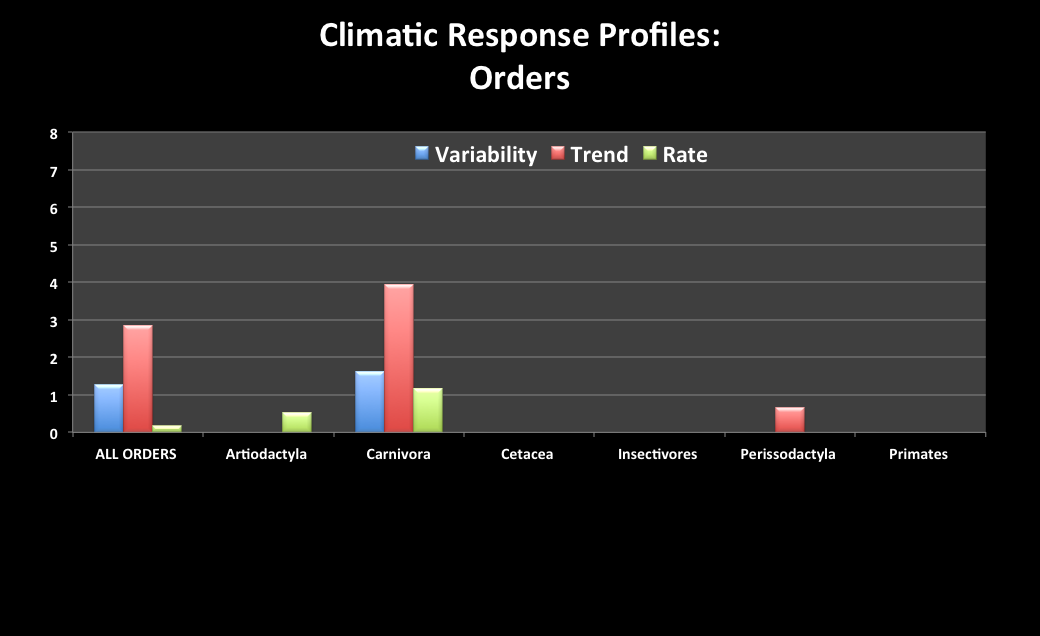 Climatic Response Profiles:
Orders
Variability Trend Rate
8
7
6
5
4
3
2
1
0
ALL ORDERS Artiodactyla Carnivora Cetacea Insectivores Perissodactyla Primates